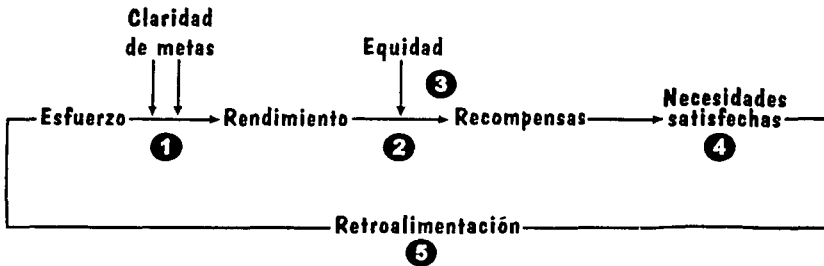 Claridad
de metas
Equidad
3
Esfuerzo
Rendimiento
Recompensas
Necesidades
satisfechas
1
2
4
Retroalimentación
5